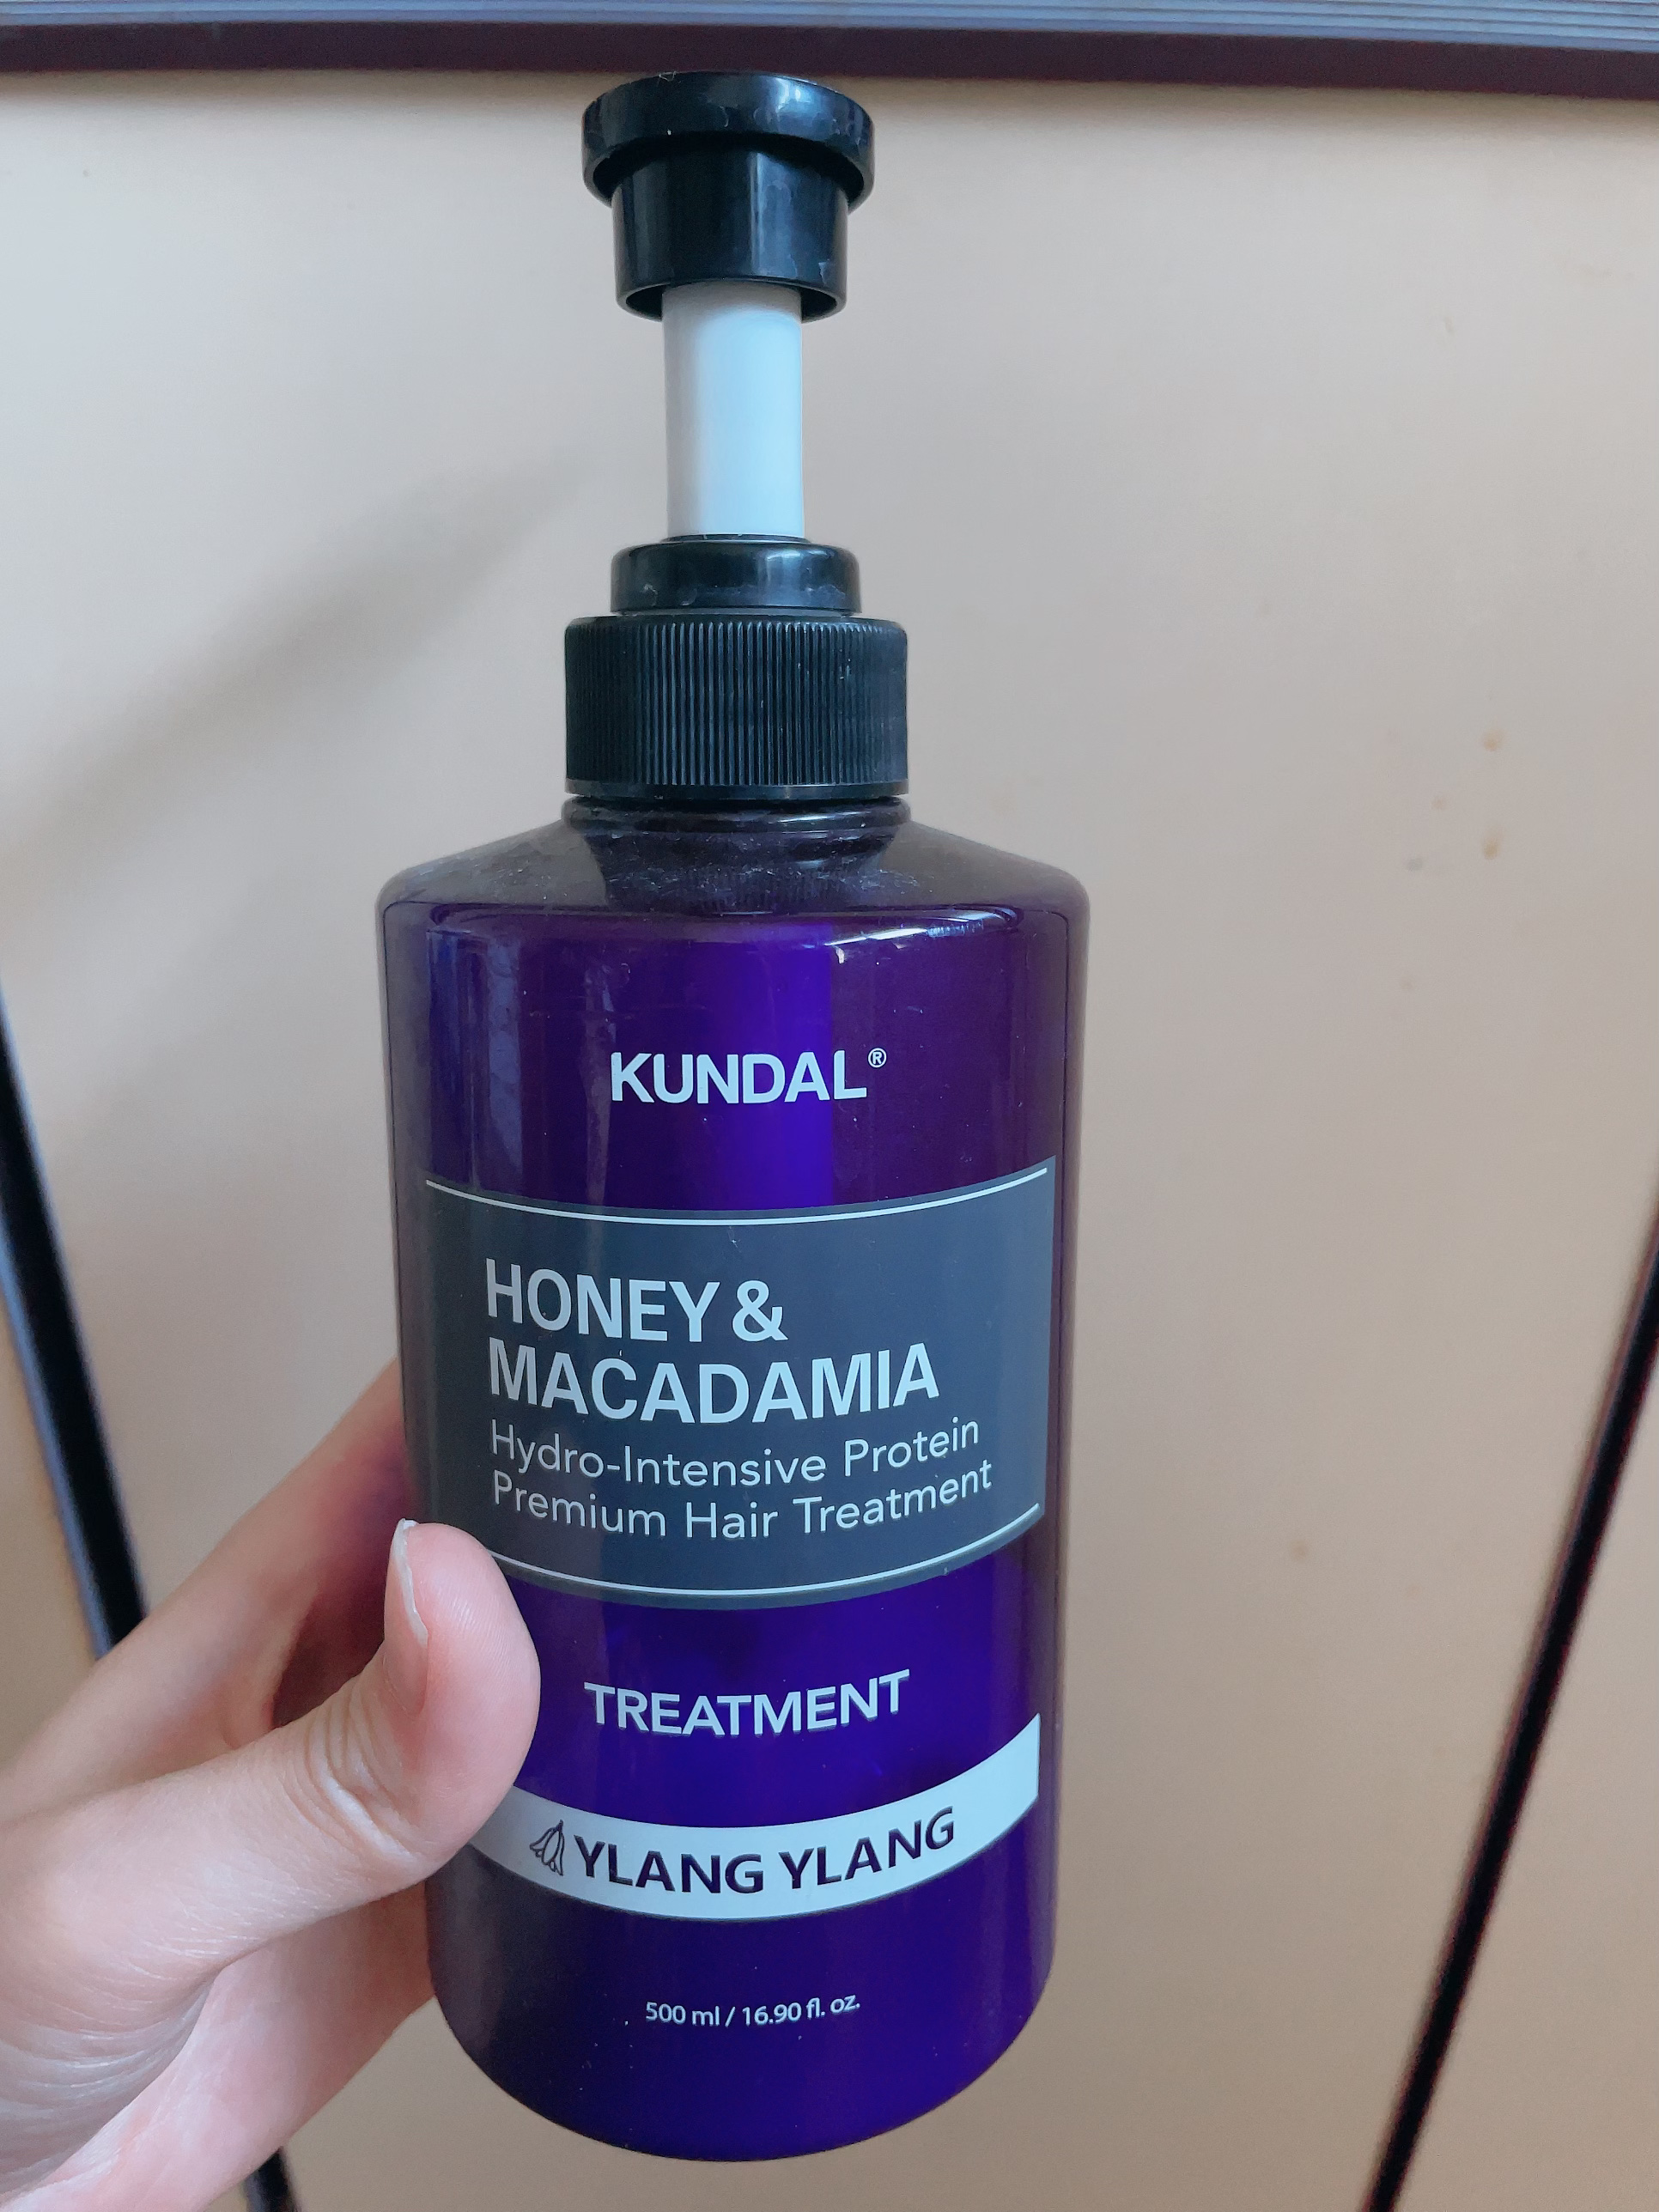 KUNDAL®
HONEY &
MACADAMIA
Hydro-Intensive Protein
Premium Hair Treatment
TREATMENT
YLANG YLANG
500 ml / 16.90 fl. oz.